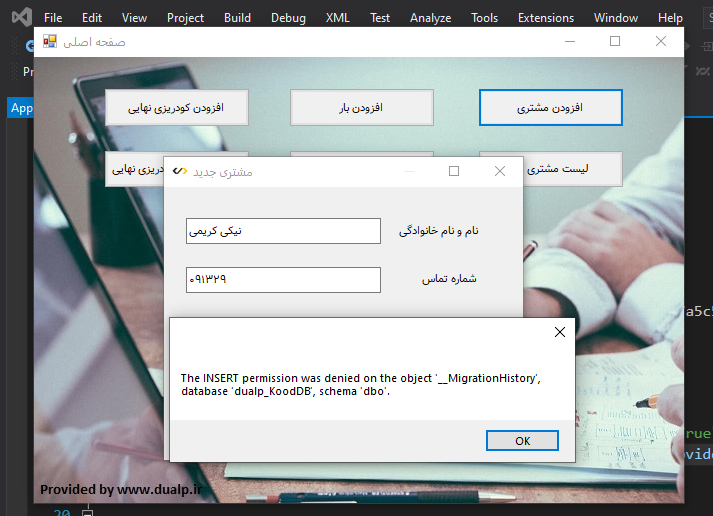 File Edit View Project Build Debug XML Test Analyze Tools Extensions Window Help
صفحه اصلی
Pr
App
افزودن مشتری
افزودن بار
افزودن کودریزی نهایی
لیست مشتری
کودریزی نهایی
مشتری جدید
نام و نام خانوادگی
نیکی کریمی
شماره تماس
۰۹۱۳۲۹
a5c5
The INSERT permission was denied on the object '__MigrationHistory',
database 'dualp_KoodDB', schema 'dbo'.
rue
ovide
OK
Provided by www.dualp.ir
20